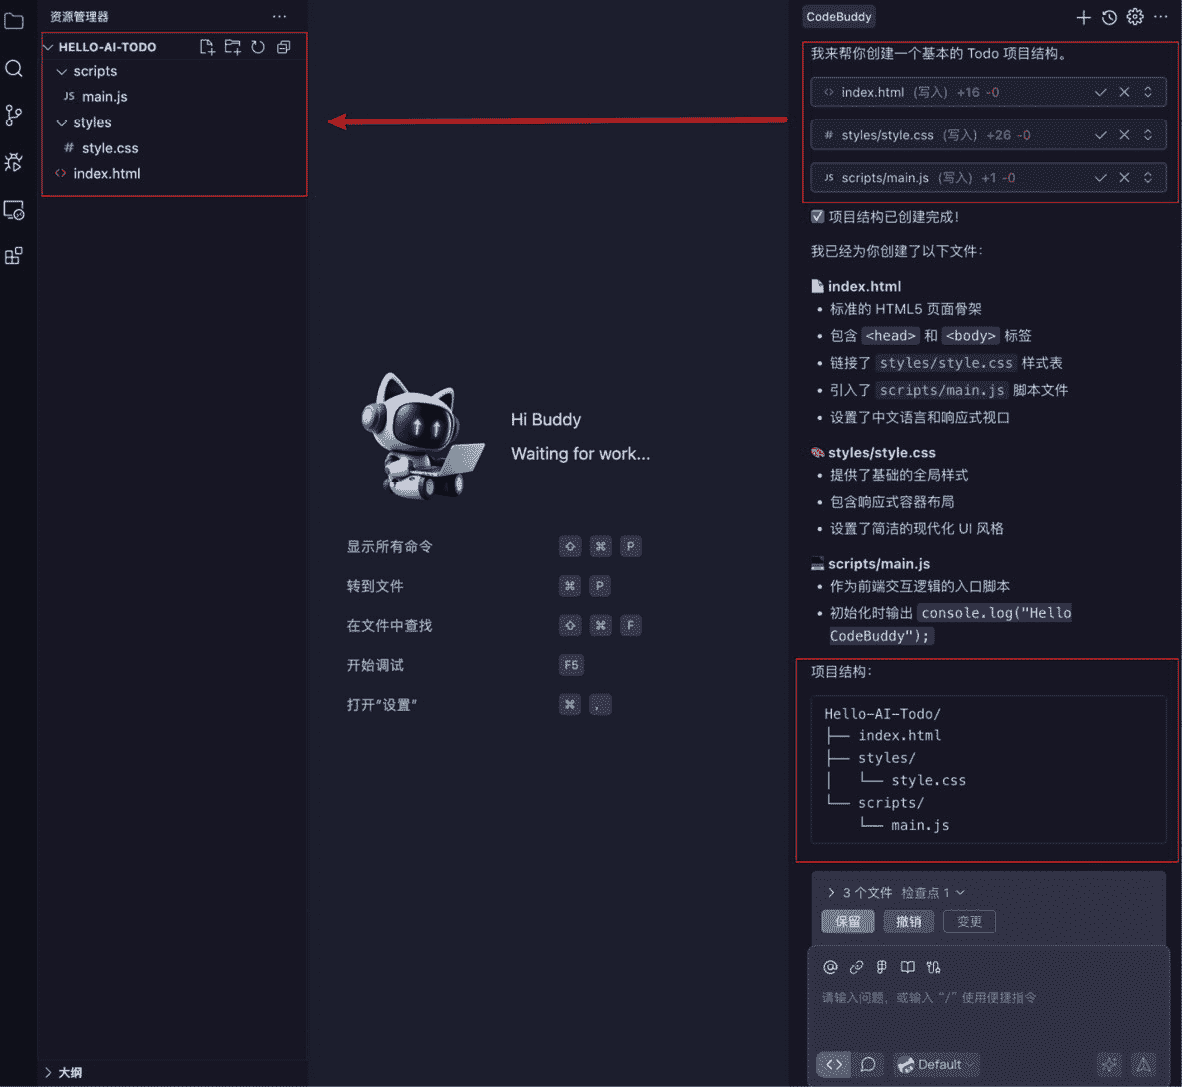 资源管理器
HELLO-AI-TODO
scripts
JS main.js
styles
# style.css
<> index.html
大纲
Hi Buddy
Waiting for work...
显示所有命令 ⇧ ⌘ P
转到文件 ⌘ P
在文件中查找 ⇧ ⌘ F
开始调试 F5
打开“设置” ⌘ ,
CodeBuddy
我来帮你创建一个基本的 Todo 项目结构。
<> index.html (写入) +16 -0
# styles/style.css (写入) +26 -0
JS scripts/main.js (写入) +1 -0
项目结构已创建完成!
我已经为你创建了以下文件:
index.html
• 标准的 HTML5 页面骨架
• 包含 <head> 和 <body> 标签
• 链接了 styles/style.css 样式表
• 引入了 scripts/main.js 脚本文件
• 设置了中文语言和响应式视口
styles/style.css
• 提供了基础的全局样式
• 包含响应式容器布局
• 设置了简洁的现代化 UI 风格
scripts/main.js
• 作为前端交互逻辑的入口脚本
• 初始化时输出 console.log("Hello
CodeBuddy");
项目结构:
Hello-AI-Todo/
├── index.html
├── styles/
│   └── style.css
└── scripts/
    └── main.js
3 个文件 检查点 1
保留 撤销 变更
请输入问题，或输入 “/” 使用便捷指令
Default